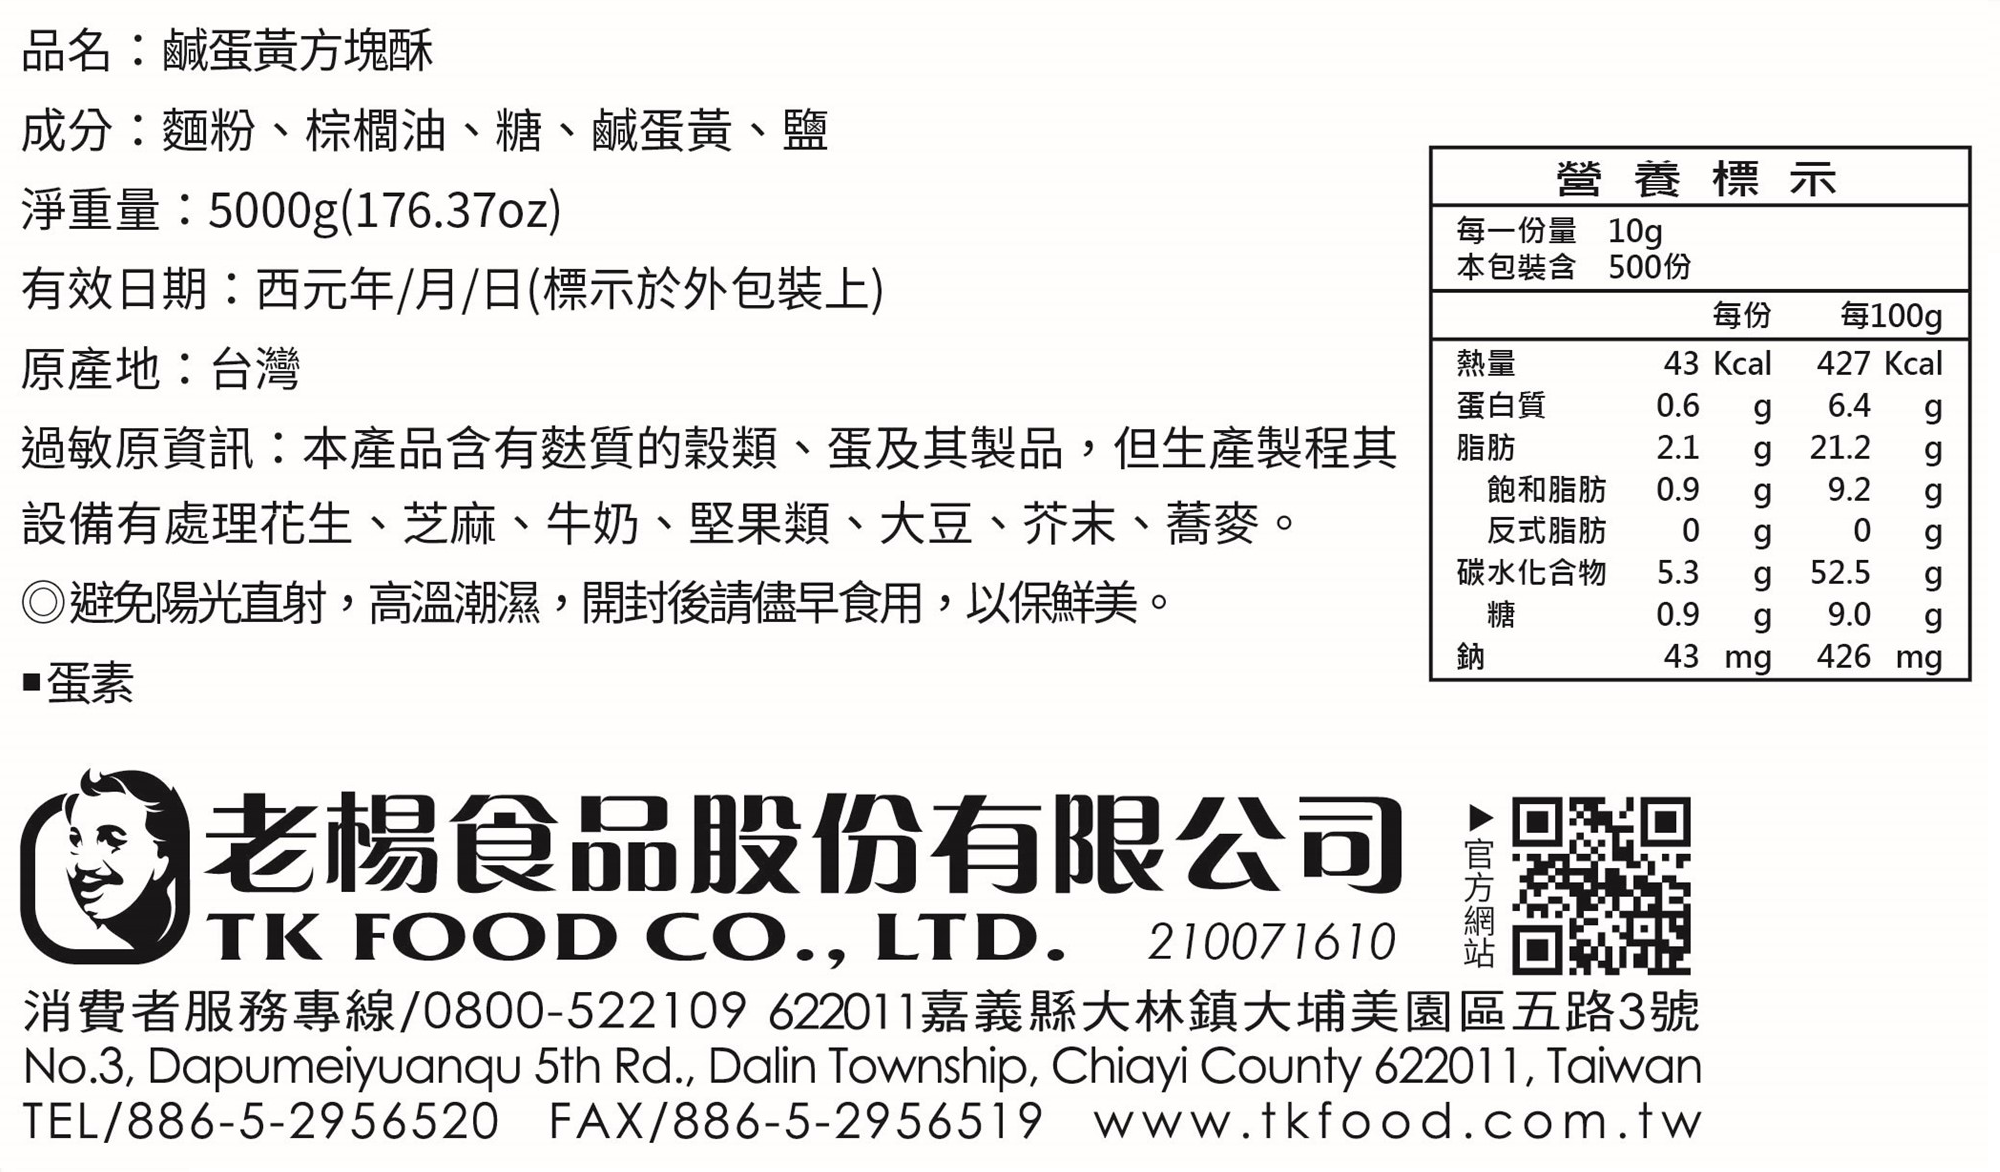 品名：鹹蛋黃方塊酥
成分：麵粉、棕櫚油、糖、鹹蛋黃、鹽
淨重量：5000g(176.37oz)
有效日期：西元年/月/日(標示於外包裝上)
原產地：台灣
過敏原資訊：本產品含有麩質的穀類、蛋及其製品，但生產製程其
設備有處理花生、芝麻、牛奶、堅果類、大豆、芥末、蕎麥。
◎避免陽光直射，高溫潮濕，開封後請儘早食用，以保鮮美。
▪蛋素
營養標示
每一份量 10g
本包裝含 500份
每份 每100g
熱量 43 Kcal 427 Kcal
蛋白質 0.6 g 6.4 g
脂肪 2.1 g 21.2 g
飽和脂肪 0.9 g 9.2 g
反式脂肪 0 g 0 g
碳水化合物 5.3 g 52.5 g
糖 0.9 g 9.0 g
鈉 43 mg 426 mg
老楊食品股份有限公司
TK FOOD CO., LTD. 210071610
▶官方網站
消費者服務專線/0800-522109 622011嘉義縣大林鎮大埔美園區五路3號
No.3, Dapumeiyuanqu 5th Rd., Dalin Township, Chiayi County 622011, Taiwan
TEL/886-5-2956520 FAX/886-5-2956519 www.tkfood.com.tw